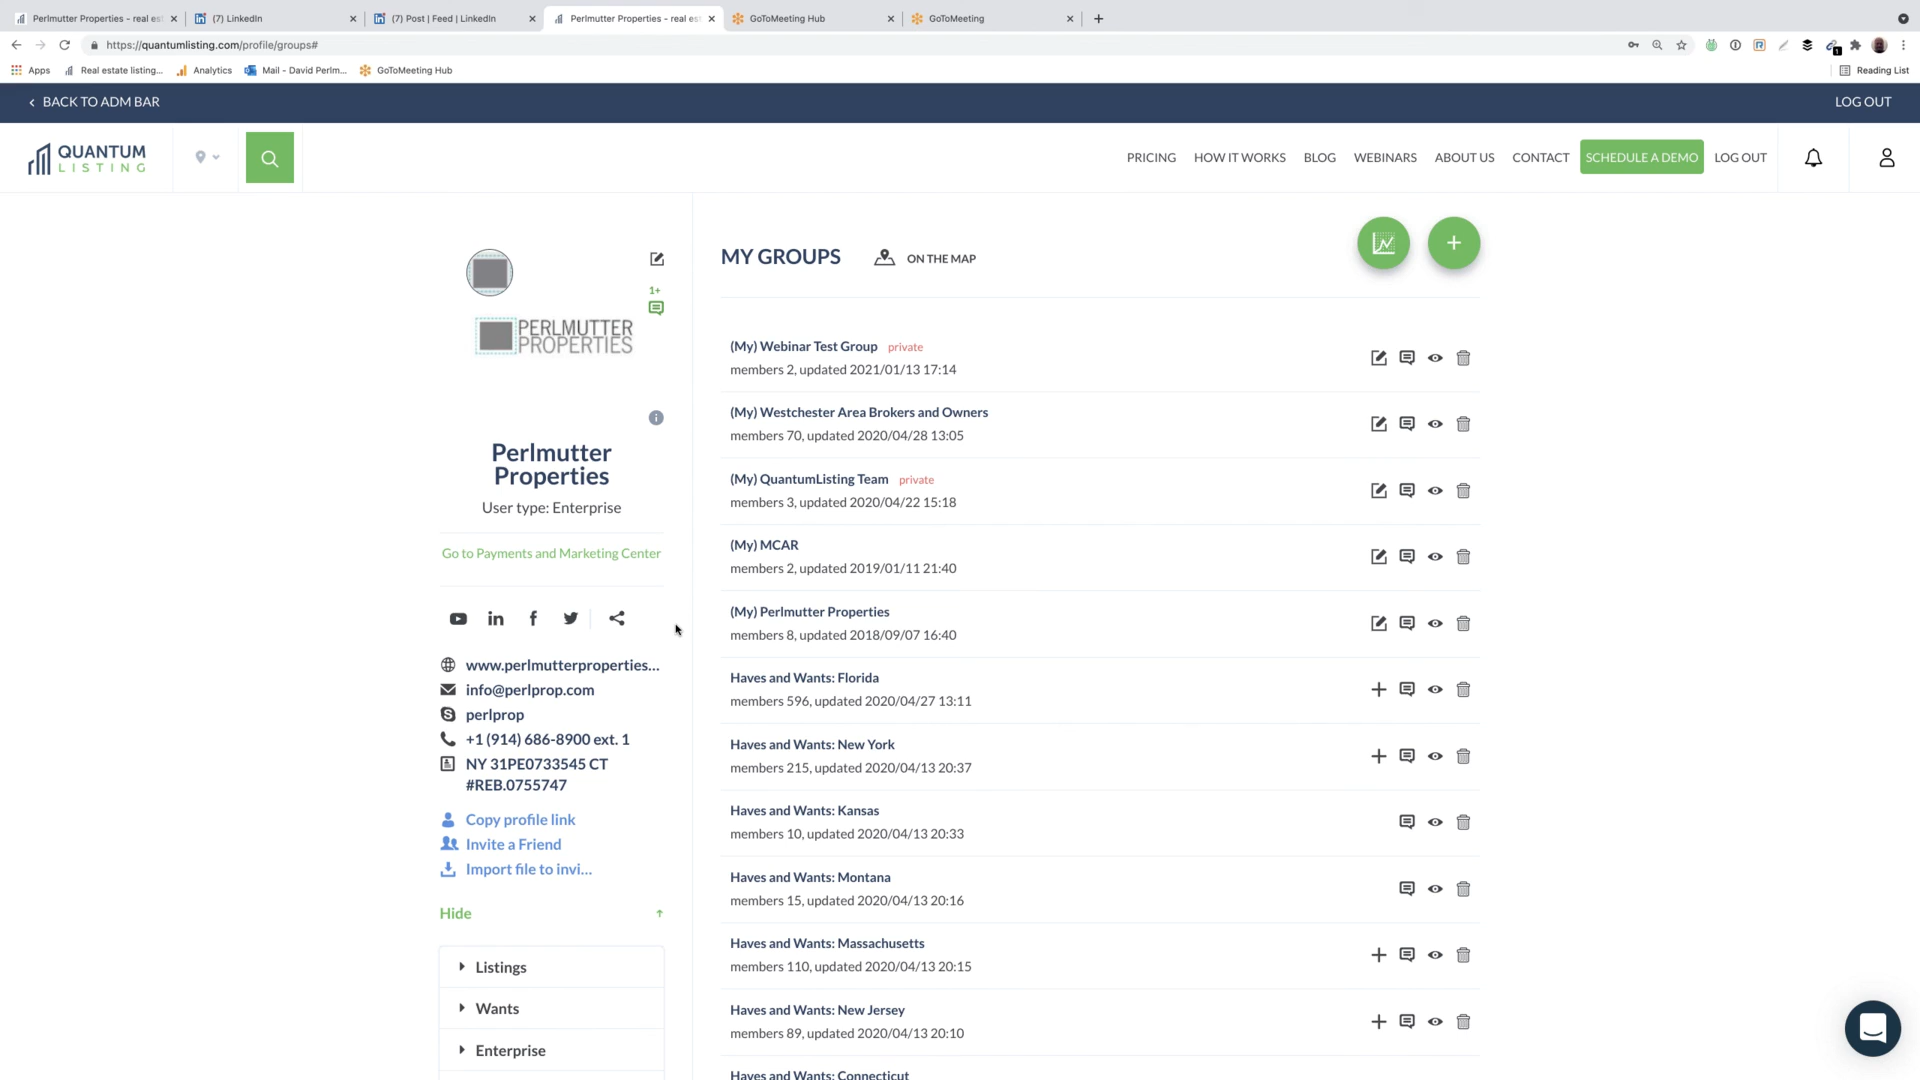 Perlmutter Properties - real es
(7) LinkedIn
(7) Post | Feed | LinkedIn
Perlmutter Properties - real es
GoToMeeting Hub
GoToMeeting
https://quantumlisting.com/profile/groups#
Apps
Real estate listing...
Analytics
Mail - David Perlm...
GoToMeeting Hub
Reading List
BACK TO ADM BAR
LOG OUT
QUANTUM
LISTING
PRICING
HOW IT WORKS
BLOG
WEBINARS
ABOUT US
CONTACT
SCHEDULE A DEMO
LOG OUT
1+
PERLMUTTER
PROPERTIES
Perlmutter
Properties
User type: Enterprise
Go to Payments and Marketing Center
www.perlmutterproperties...
info@perlprop.com
perlprop
+1 (914) 686-8900 ext. 1
NY 31PE0733545 CT
#REB.0755747
Copy profile link
Invite a Friend
Import file to invi...
Hide
Listings
Wants
Enterprise
MY GROUPS
ON THE MAP
(My) Webinar Test Group private
members 2, updated 2021/01/13 17:14
(My) Westchester Area Brokers and Owners
members 70, updated 2020/04/28 13:05
(My) QuantumListing Team private
members 3, updated 2020/04/22 15:18
(My) MCAR
members 2, updated 2019/01/11 21:40
(My) Perlmutter Properties
members 8, updated 2018/09/07 16:40
Haves and Wants: Florida
members 596, updated 2020/04/27 13:11
Haves and Wants: New York
members 215, updated 2020/04/13 20:37
Haves and Wants: Kansas
members 10, updated 2020/04/13 20:33
Haves and Wants: Montana
members 15, updated 2020/04/13 20:16
Haves and Wants: Massachusetts
members 110, updated 2020/04/13 20:15
Haves and Wants: New Jersey
members 89, updated 2020/04/13 20:10
Haves and Wants: Connecticut